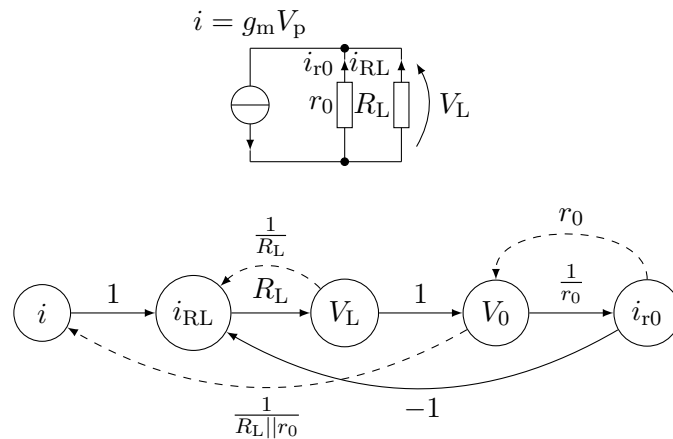 i = g_m V_p
i_r0 i_RL
r_0 R_L V_L
1/R_L r_0
1 R_L 1 1/r_0
i i_RL V_L V_0 i_r0
1/R_L||r_0 −1